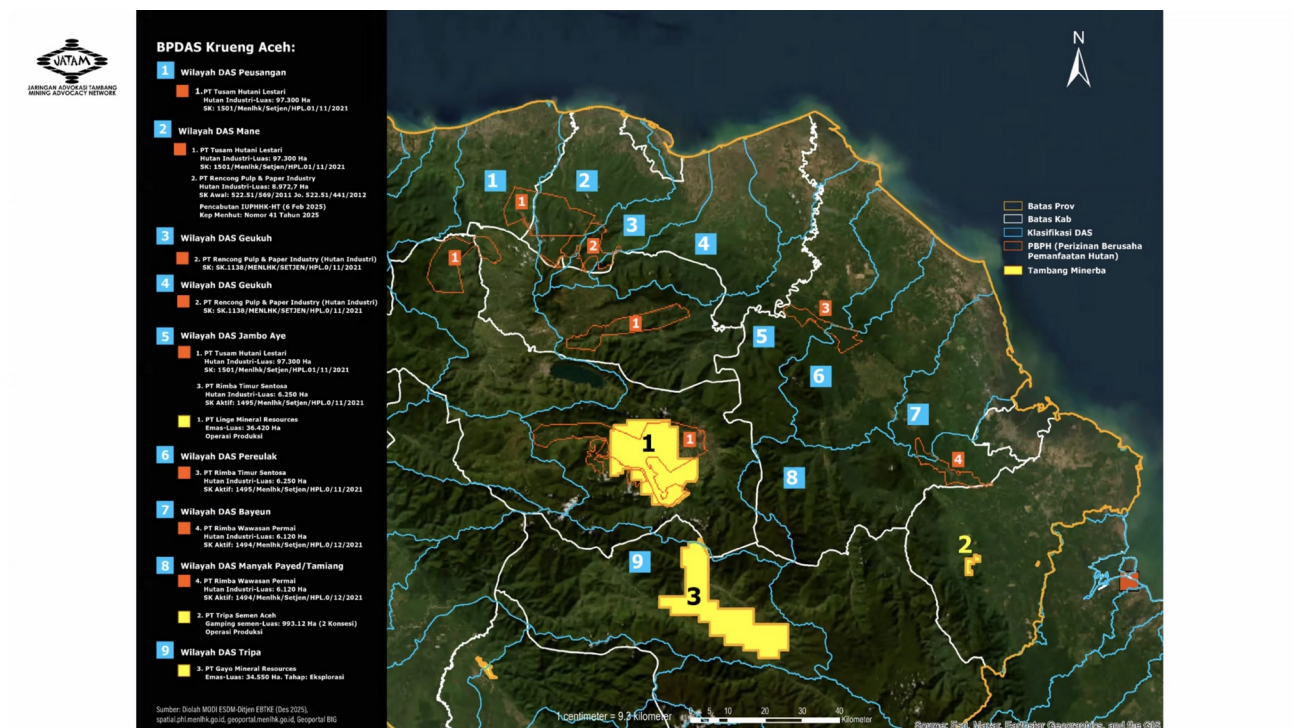 JATAM
JARINGAN ADVOKASI TAMBANG
MINING ADVOCACY NETWORK
BPDAS Krueng Aceh:
1 Wilayah DAS Peusangan
1. PT Tusam Hutani Lestari
Hutan Industri-Luas: 97.300 Ha
SK: 1501/Menlhk/Setjen/HPL.01/11/2021
2 Wilayah DAS Mane
1. PT Tusam Hutani Lestari
Hutan Industri-Luas: 97.300 Ha
SK: 1501/Menlhk/Setjen/HPL.01/11/2021
2. PT Rencong Pulp & Paper Industry
Hutan Industri-Luas: 8.972,7 Ha
SK Awal: 522.51/569/2011 Jo. 522.51/441/2012
Pencabutan IUPHHK-HT (6 Feb 2025)
Kep Menhut: Nomor 41 Tahun 2025
3 Wilayah DAS Geukuh
2. PT Rencong Pulp & Paper Industry (Hutan Industri)
SK: SK.1138/MENLHK/SETJEN/HPL.0/11/2021
4 Wilayah DAS Geukuh
2. PT Rencong Pulp & Paper Industry (Hutan Industri)
SK: SK.1138/MENLHK/SETJEN/HPL.0/11/2021
5 Wilayah DAS Jambo Aye
1. PT Tusam Hutani Lestari
Hutan Industri-Luas: 97.300 Ha
SK: 1501/Menlhk/Setjen/HPL.01/11/2021
3. PT Rimba Timur Sentosa
Hutan Industri-Luas: 6.250 Ha
SK Aktif: 1495/Menlhk/Setjen/HPL.0/11/2021
1. PT Linge Mineral Resources
Emas-Luas: 36.420 Ha
Operasi Produksi
6 Wilayah DAS Pereulak
3. PT Rimba Timur Sentosa
Hutan Industri-Luas: 6.250 Ha
SK Aktif: 1495/Menlhk/Setjen/HPL.0/11/2021
7 Wilayah DAS Bayeun
4. PT Rimba Wawasan Permai
Hutan Industri-Luas: 6.120 Ha
SK Aktif: 1494/Menlhk/Setjen/HPL.0/12/2021
8 Wilayah DAS Manyak Payed/Tamiang
4. PT Rimba Wawasan Permai
Hutan Industri-Luas: 6.120 Ha
SK Aktif: 1494/Menlhk/Setjen/HPL.0/12/2021
2. PT Tripa Semen Aceh
Gamping semen-Luas: 993.12 Ha (2 Konsesi)
Operasi Produksi
9 Wilayah DAS Tripa
3. PT Gayo Mineral Resources
Emas-Luas: 34.550 Ha. Tahap: Eksplorasi
Sumber: Diolah MODI ESDM-Ditjen EBTKE (Des 2025),
spatial.phl.menlhk.go.id, geoportal.menlhk.go.id, Geoportal BIG
N
Batas Prov
Batas Kab
Klasifikasi DAS
PBPH (Perizinan Berusaha
Pemanfaatan Hutan)
Tambang Minerba
1
2
1
3
2
4
1
1
3
5
6
7
1
1
4
8
2
9
3
1 centimeter = 9.3 kilometer
0 5 10 20 30 40
Kilometer
Source: Esri, Maxar, Earthstar Geographics, and the GIS